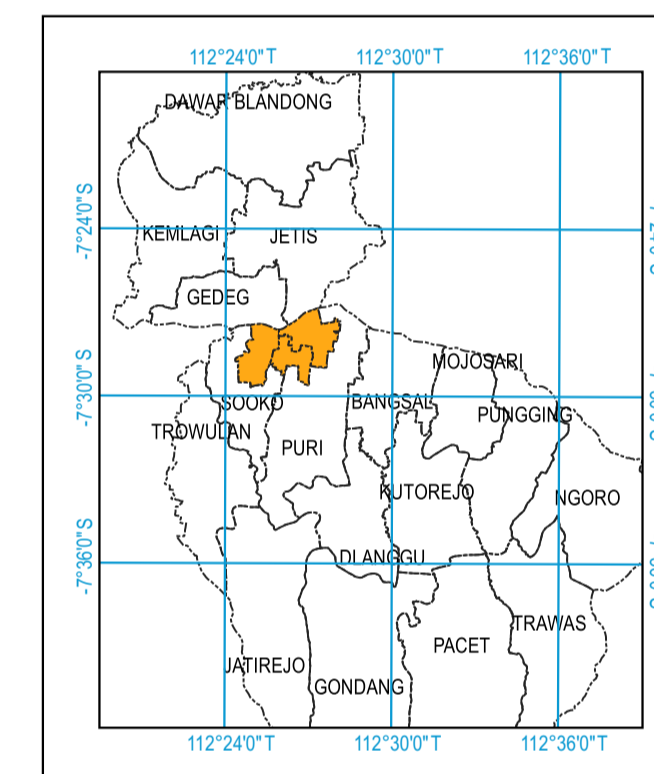 112°24'0"T 112°30'0"T 112°36'0"T
DAWAR BLANDONG
-7°24'0"S
KEMLAGI JETIS
GEDEG
MOJOSARI
-7°30'0"S
SOOKO BANGSAL
PUNGGING
TROWULAN
PURI
KUTOREJO
NGORO
-7°36'0"S
DLANGGU
TRAWAS
PACET
JATIREJO
GONDANG
112°24'0"T 112°30'0"T 112°36'0"T